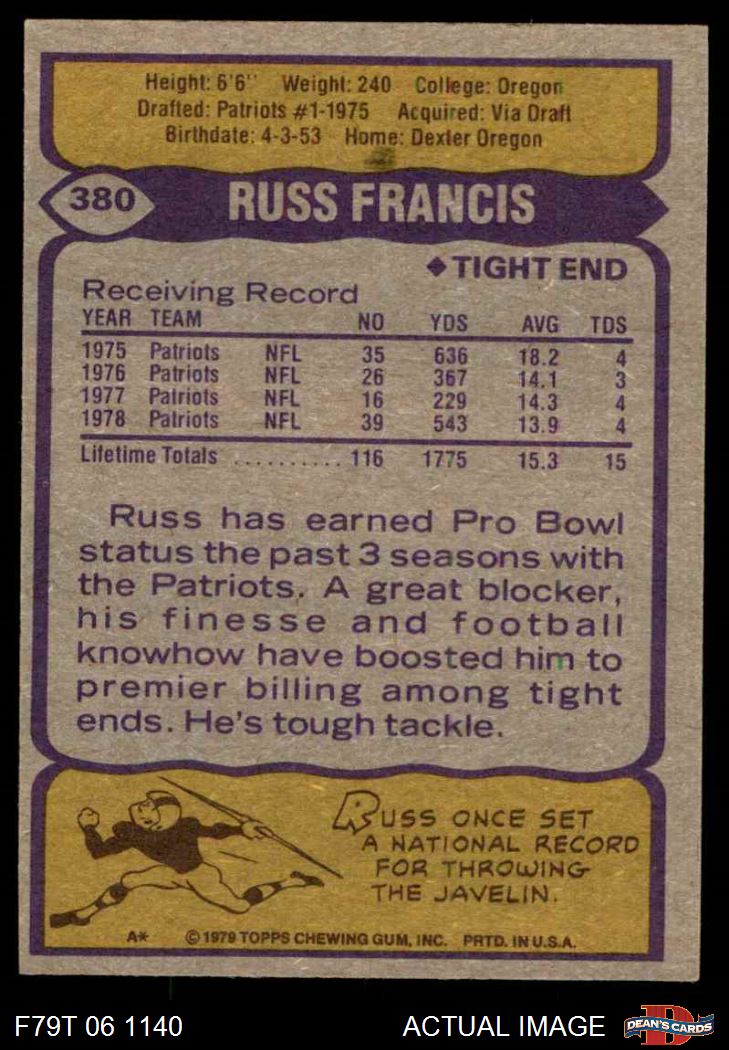 Height: 6'6" Weight: 240 College: Oregon
Drafted: Patriots #1-1975 Acquired: Via Draft
Birthdate: 4-3-53 Home: Dexter Oregon
380 RUSS FRANCIS
◆TIGHT END
Receiving Record
YEAR TEAM NO YDS AVG TDS
1975 Patriots NFL 35 636 18.2 4
1976 Patriots NFL 26 367 14.1 3
1977 Patriots NFL 16 229 14.3 4
1978 Patriots NFL 39 543 13.9 4
Lifetime Totals .......... 116 1775 15.3 15
Russ has earned Pro Bowl
status the past 3 seasons with
the Patriots. A great blocker,
his finesse and football
knowhow have boosted him to
premier billing among tight
ends. He's tough tackle.
RUSS ONCE SET
A NATIONAL RECORD
FOR THROWING
THE JAVELIN.
A* © 1979 TOPPS CHEWING GUM, INC. PRTD. IN U.S.A.
F79T 06 1140 ACTUAL IMAGE D DEAN'S CARDS